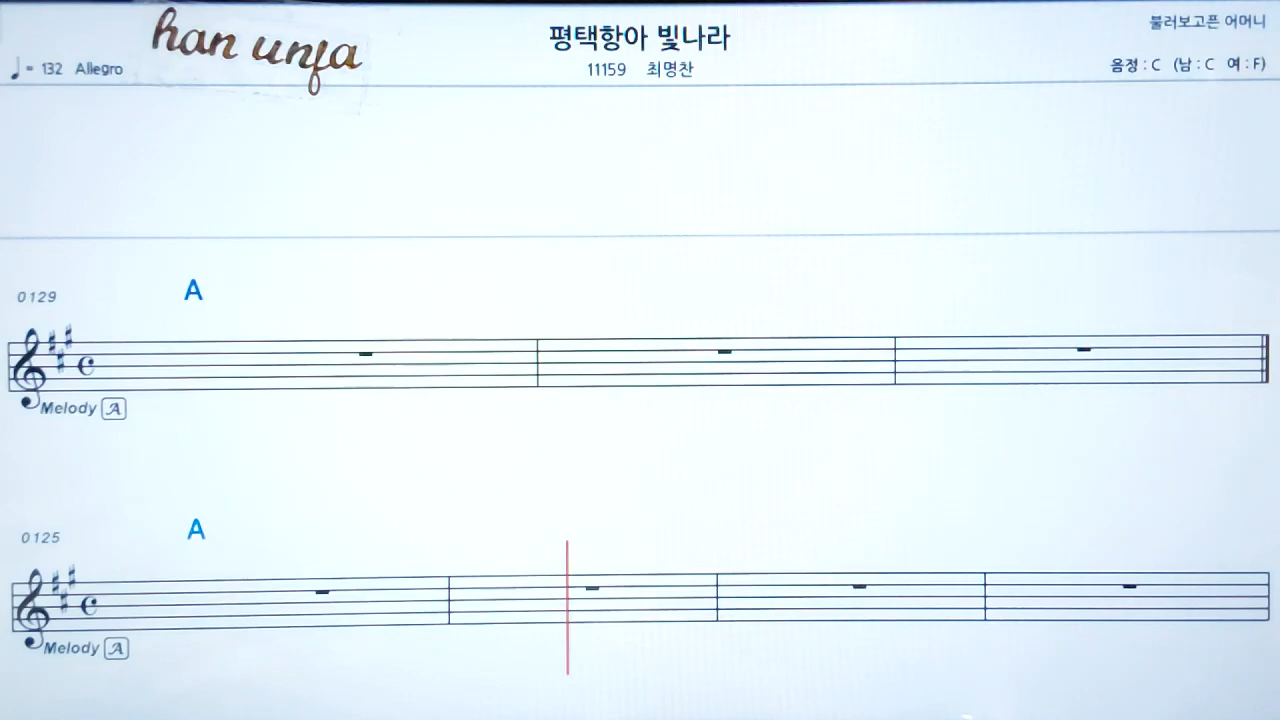 han unfa
평택항아 빛나라
불러보고픈 어머니
♩ = 132 Allegro
11159 최명찬
음정 : C (남 : C 여 : F)
0129
A
Melody A
0125
A
Melody A